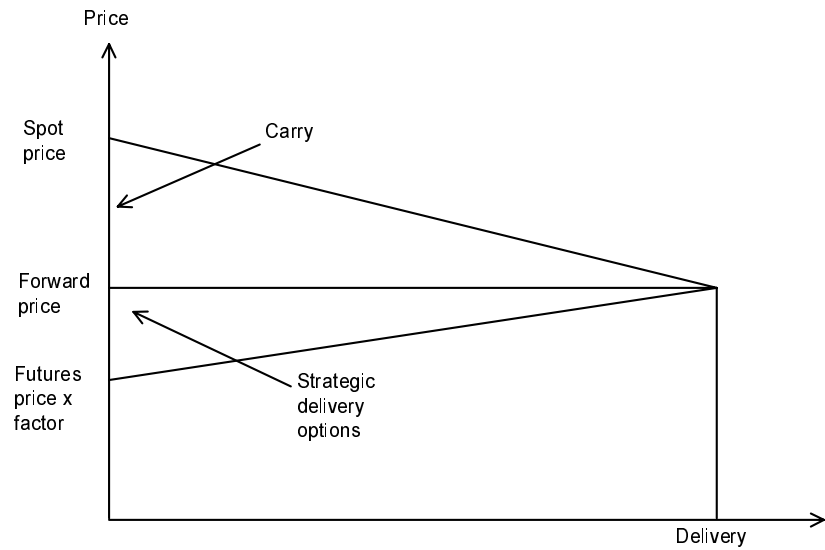 Price
Spot
price
Carry
Forward
price
Futures
price x
factor
Strategic
delivery
options
Delivery